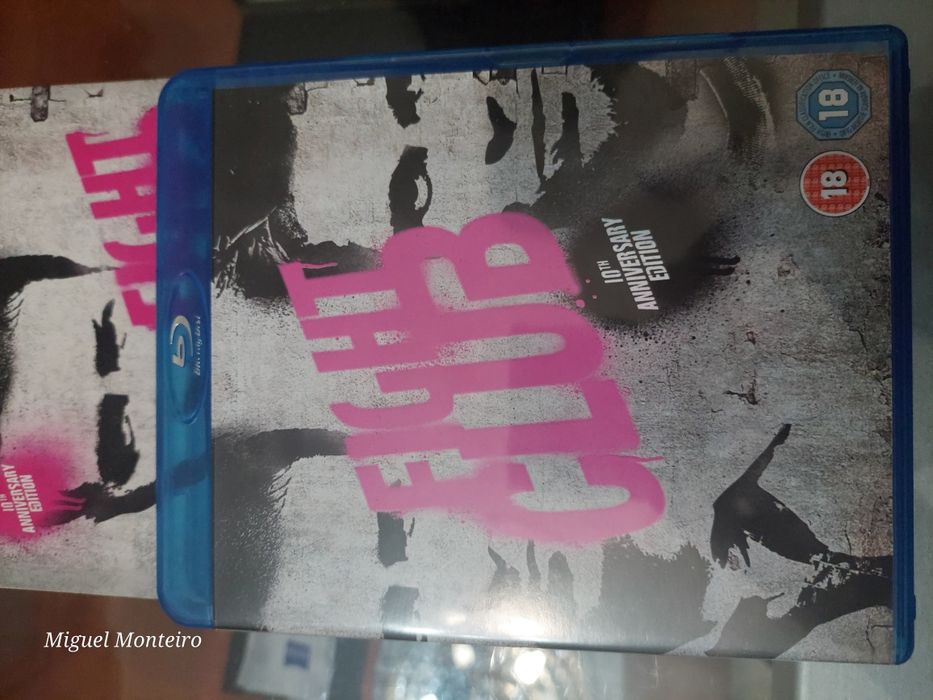 FIGHT
CLUB
10TH
ANNIVERSARY
EDITION
18
18
FIGHT
10TH
ANNIVERSARY
EDITION
Miguel Monteiro